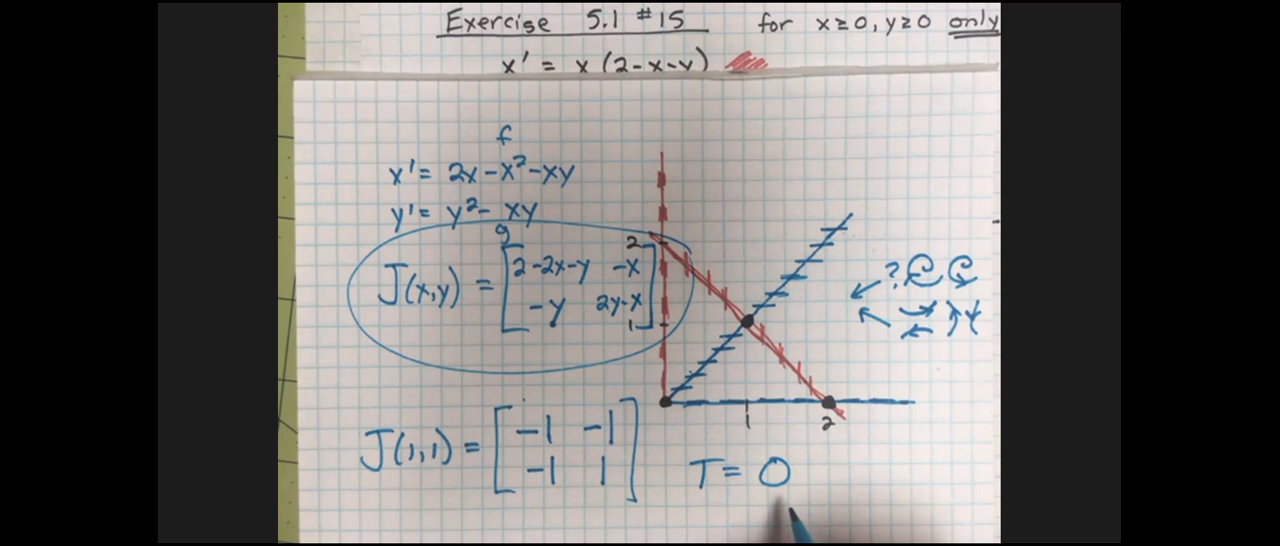 Exercise 5.1 #15 for x≥0, y≥0 only
x' = x (2-x-y)
f
x' = 2x - x² - xy
y' = y² - xy
g
J(x,y) = [2-2x-y -x
-y 2y-x]
2
1
?
1 2
J(1,1) = [-1 -1
-1 1]
T = 0